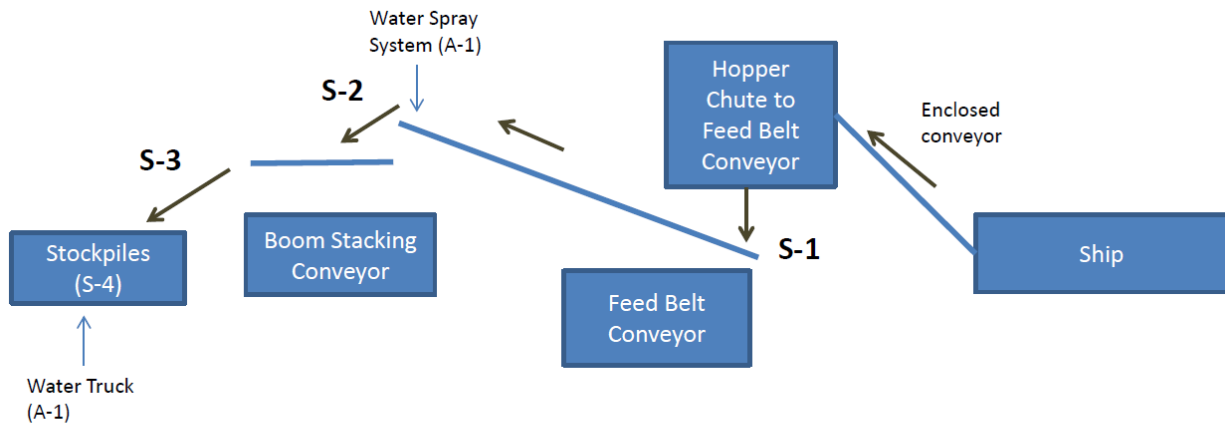 Water Spray
System (A-1)
S-2
S-3
Stockpiles
(S-4)
Water Truck
(A-1)
Boom Stacking
Conveyor
Hopper
Chute to
Feed Belt
Conveyor
S-1
Feed Belt
Conveyor
Enclosed
conveyor
Ship